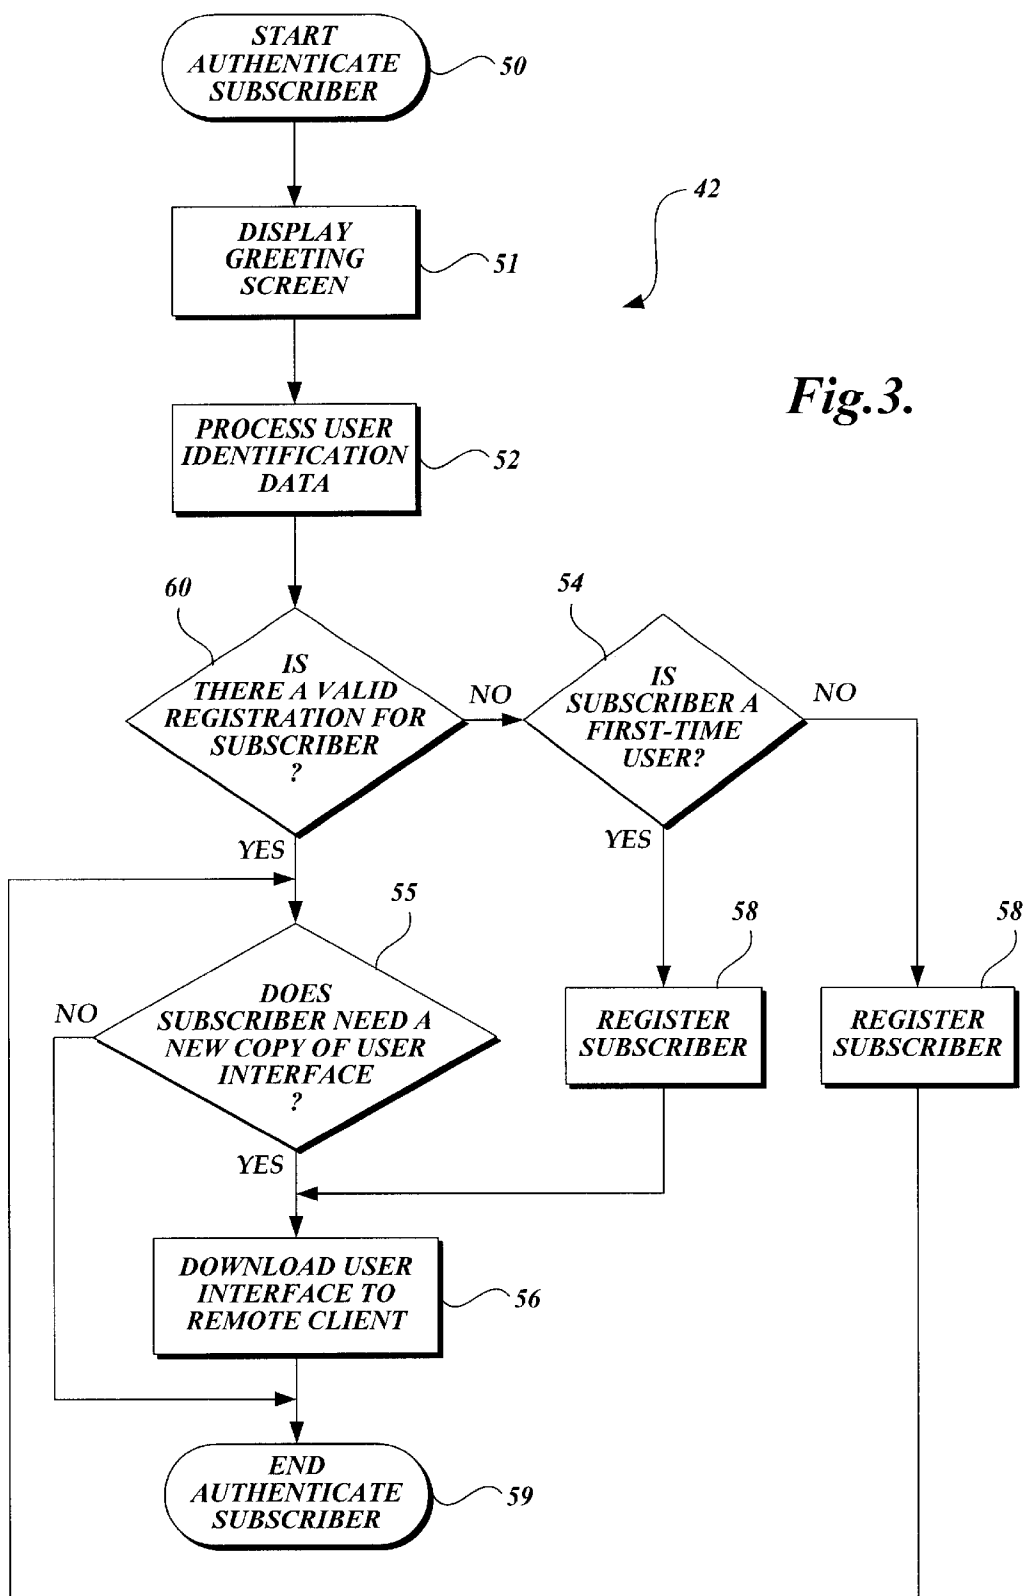 START
AUTHENTICATE
SUBSCRIBER
50
42
DISPLAY
GREETING
SCREEN
51
Fig.3.
PROCESS USER
IDENTIFICATION
DATA
52
60
54
IS
THERE A VALID
REGISTRATION FOR
SUBSCRIBER
?
NO
IS
SUBSCRIBER A
FIRST-TIME
USER?
NO
YES
YES
55
58
58
DOES
SUBSCRIBER NEED A
NEW COPY OF USER
INTERFACE
?
NO
REGISTER
SUBSCRIBER
REGISTER
SUBSCRIBER
YES
DOWNLOAD USER
INTERFACE TO
REMOTE CLIENT
56
END
AUTHENTICATE
SUBSCRIBER
59